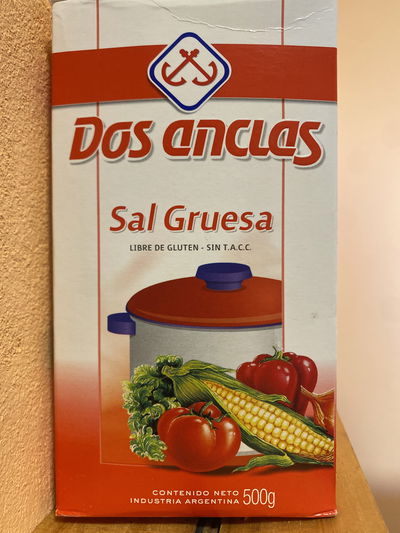 Dos anclas
Sal Gruesa
LIBRE DE GLUTEN - SIN T.A.C.C.
CONTENIDO NETO
INDUSTRIA ARGENTINA 500g